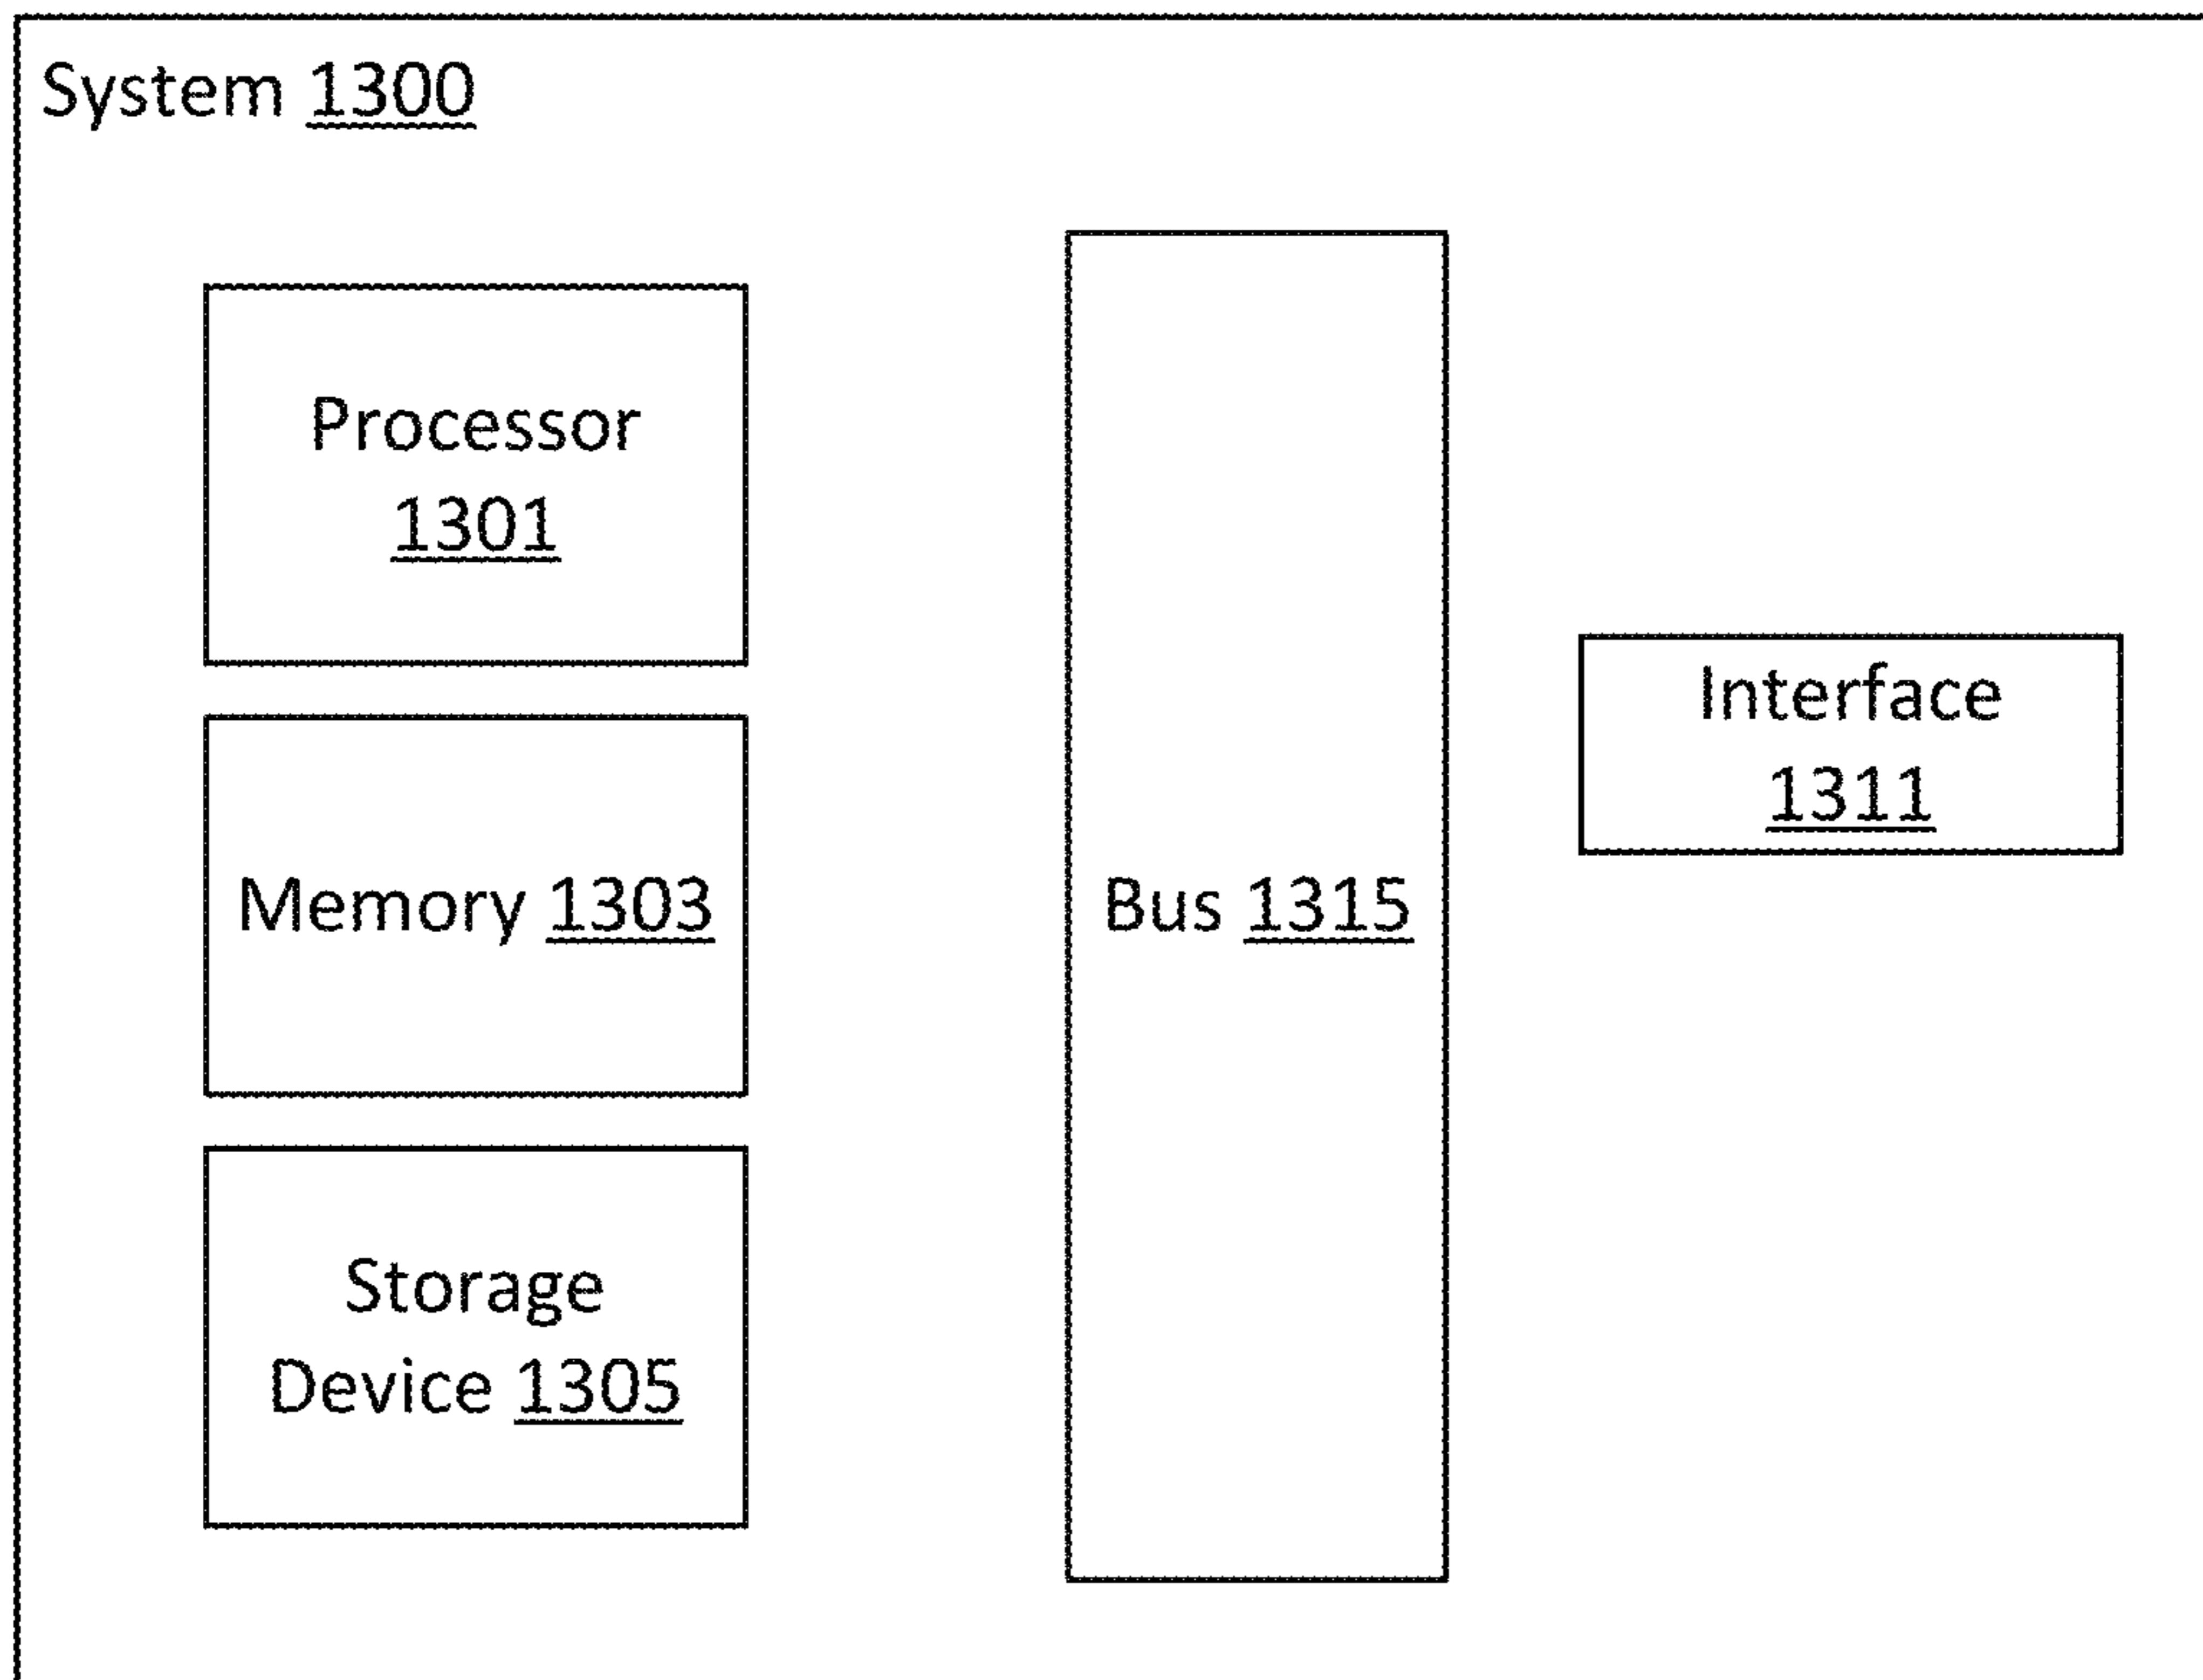 System 1300
Processor
1301
Memory 1303
Storage
Device 1305
Bus 1315
Interface
1311